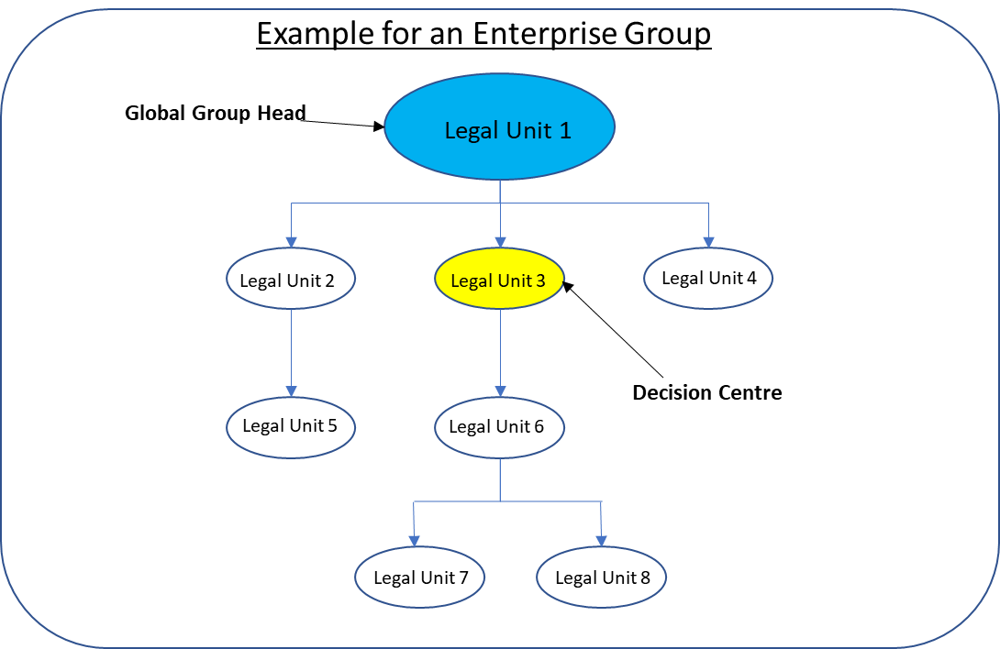 Example for an Enterprise Group
Global Group Head
Legal Unit 1
Legal Unit 2
Legal Unit 3
Legal Unit 4
Decision Centre
Legal Unit 5
Legal Unit 6
Legal Unit 7
Legal Unit 8